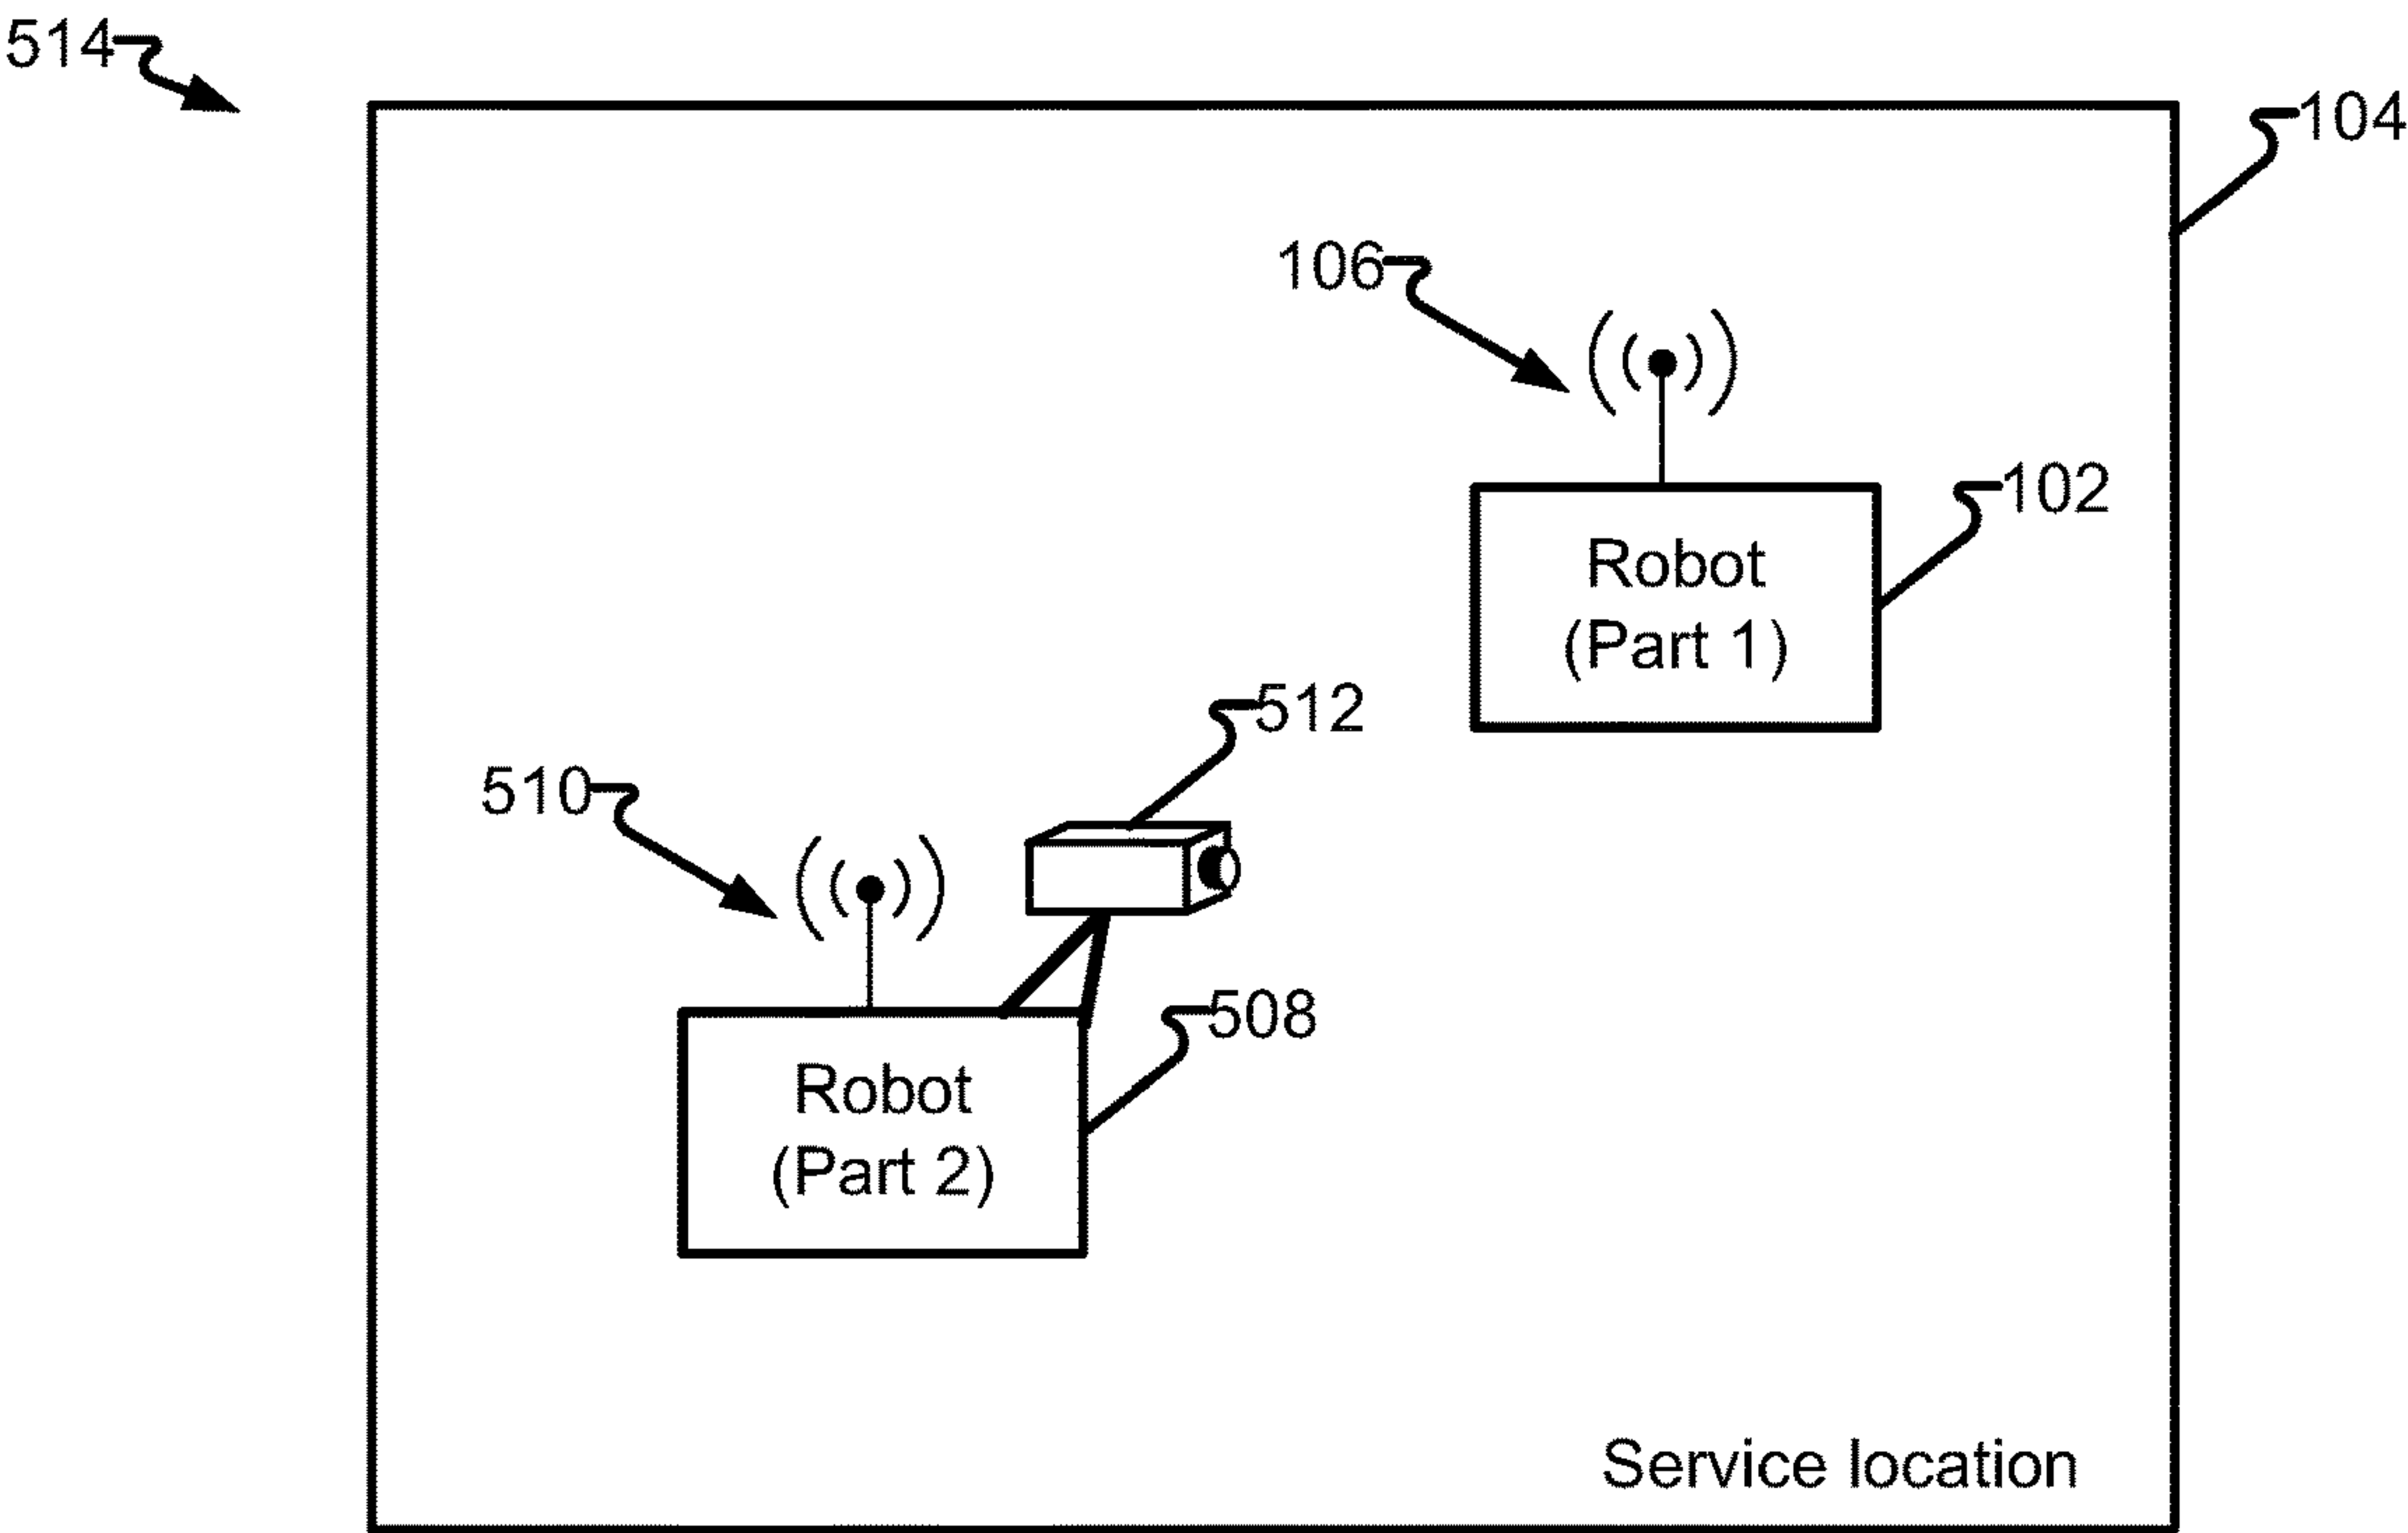 514
104
106
102
Robot
(Part 1)
512
510
508
Robot
(Part 2)
Service location